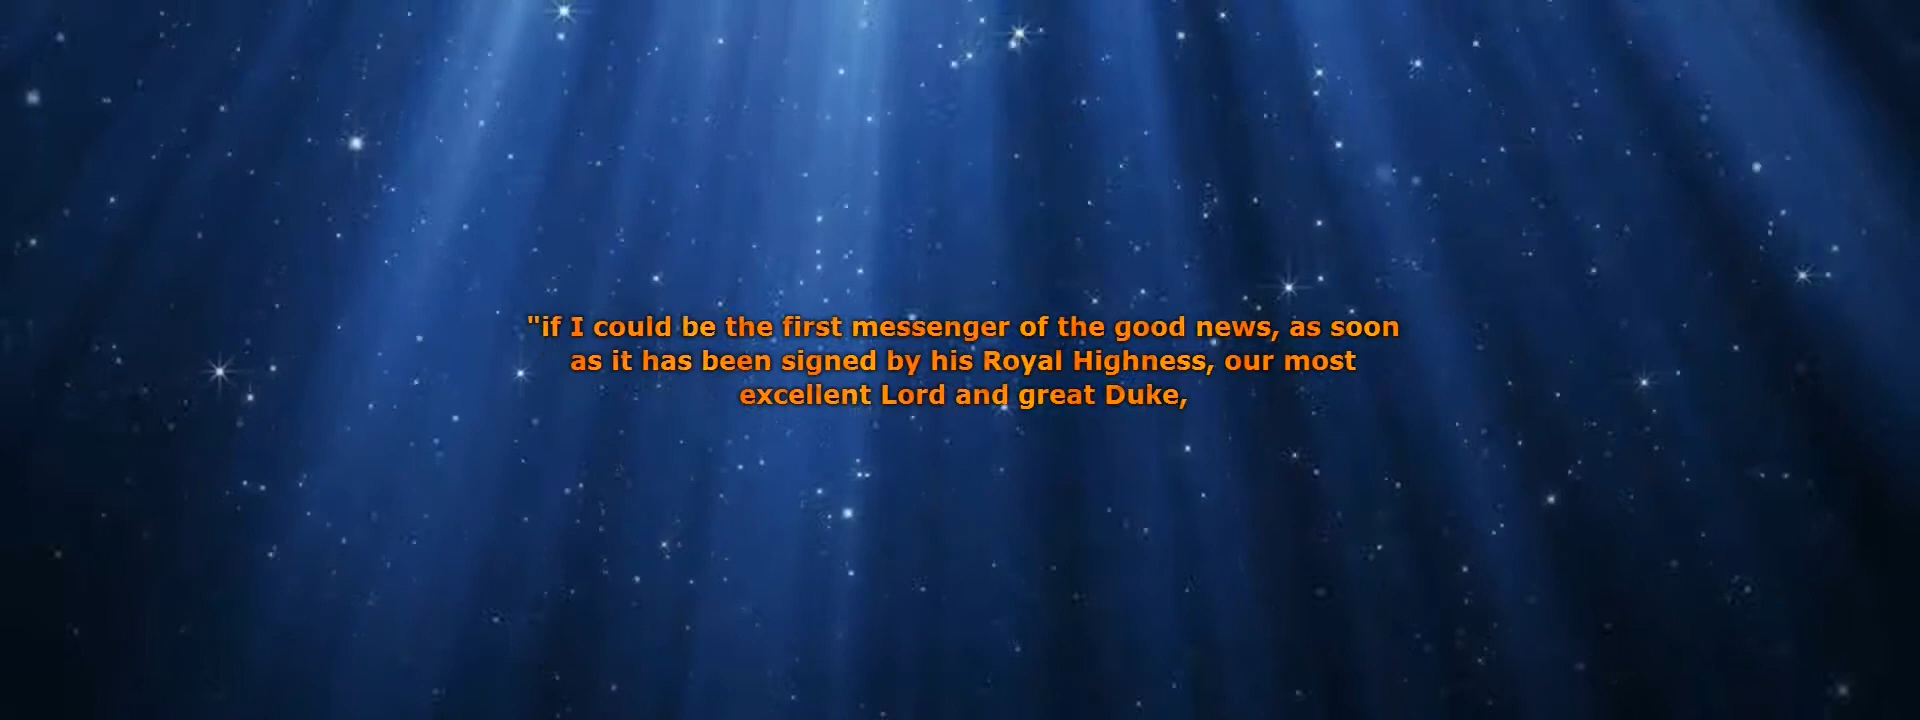 "if I could be the first messenger of the good news, as soon
as it has been signed by his Royal Highness, our most
excellent Lord and great Duke,